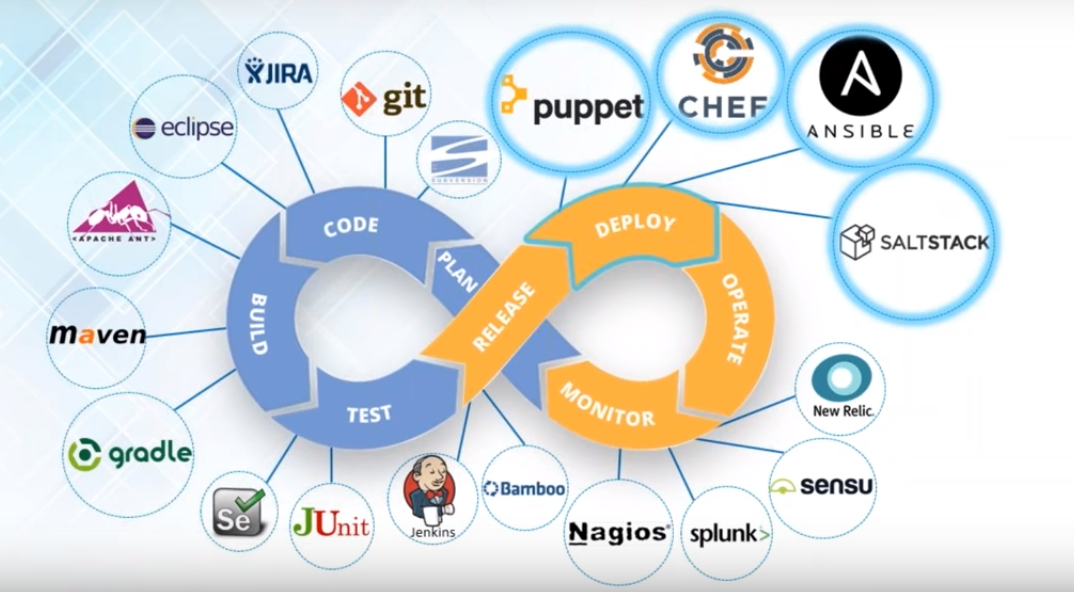 JIRA
git
eclipse
SUBVERSION
puppet
CHEF
ANSIBLE
<APACHE ANT>
CODE
DEPLOY
SALTSTACK
PLAN
BUILD
RELEASE
OPERATE
maven
TEST
MONITOR
New Relic.
gradle
Se
JUnit
Jenkins
Bamboo
Nagios®
splunk>
sensu